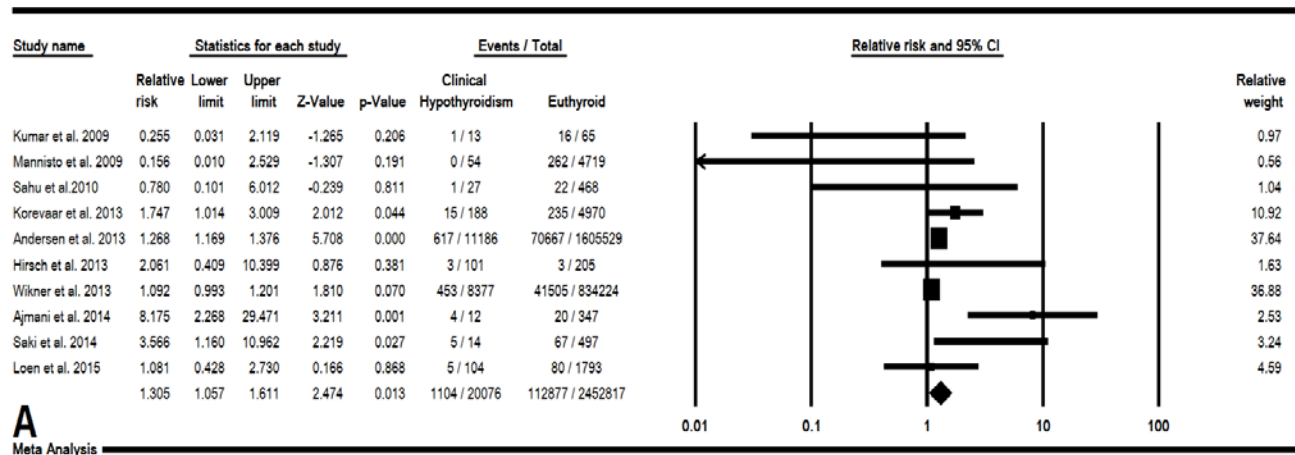 Study name Statistics for each study Events / Total Relative risk and 95% CI
Relative Lower Upper Clinical Relative
risk limit limit Z-Value p-Value Hypothyroidism Euthyroid weight
Kumar et al. 2009 0.255 0.031 2.119 -1.265 0.206 1 / 13 16 / 65 0.97
Mannisto et al. 2009 0.156 0.010 2.529 -1.307 0.191 0 / 54 262 / 4719 0.56
Sahu et al.2010 0.780 0.101 6.012 -0.239 0.811 1 / 27 22 / 468 1.04
Korevaar et al. 2013 1.747 1.014 3.009 2.012 0.044 15 / 188 235 / 4970 10.92
Andersen et al. 2013 1.268 1.169 1.376 5.708 0.000 617 / 11186 70667 / 1605529 37.64
Hirsch et al. 2013 2.061 0.409 10.399 0.876 0.381 3 / 101 3 / 205 1.63
Wikner et al. 2013 1.092 0.993 1.201 1.810 0.070 453 / 8377 41505 / 834224 36.88
Ajmani et al. 2014 8.175 2.268 29.471 3.211 0.001 4 / 12 20 / 347 2.53
Saki et al. 2014 3.566 1.160 10.962 2.219 0.027 5 / 14 67 / 497 3.24
Loen et al. 2015 1.081 0.428 2.730 0.166 0.868 5 / 104 80 / 1793 4.59
1.305 1.057 1.611 2.474 0.013 1104 / 20076 112877 / 2452817
0.01 0.1 1 10 100
A
Meta Analysis